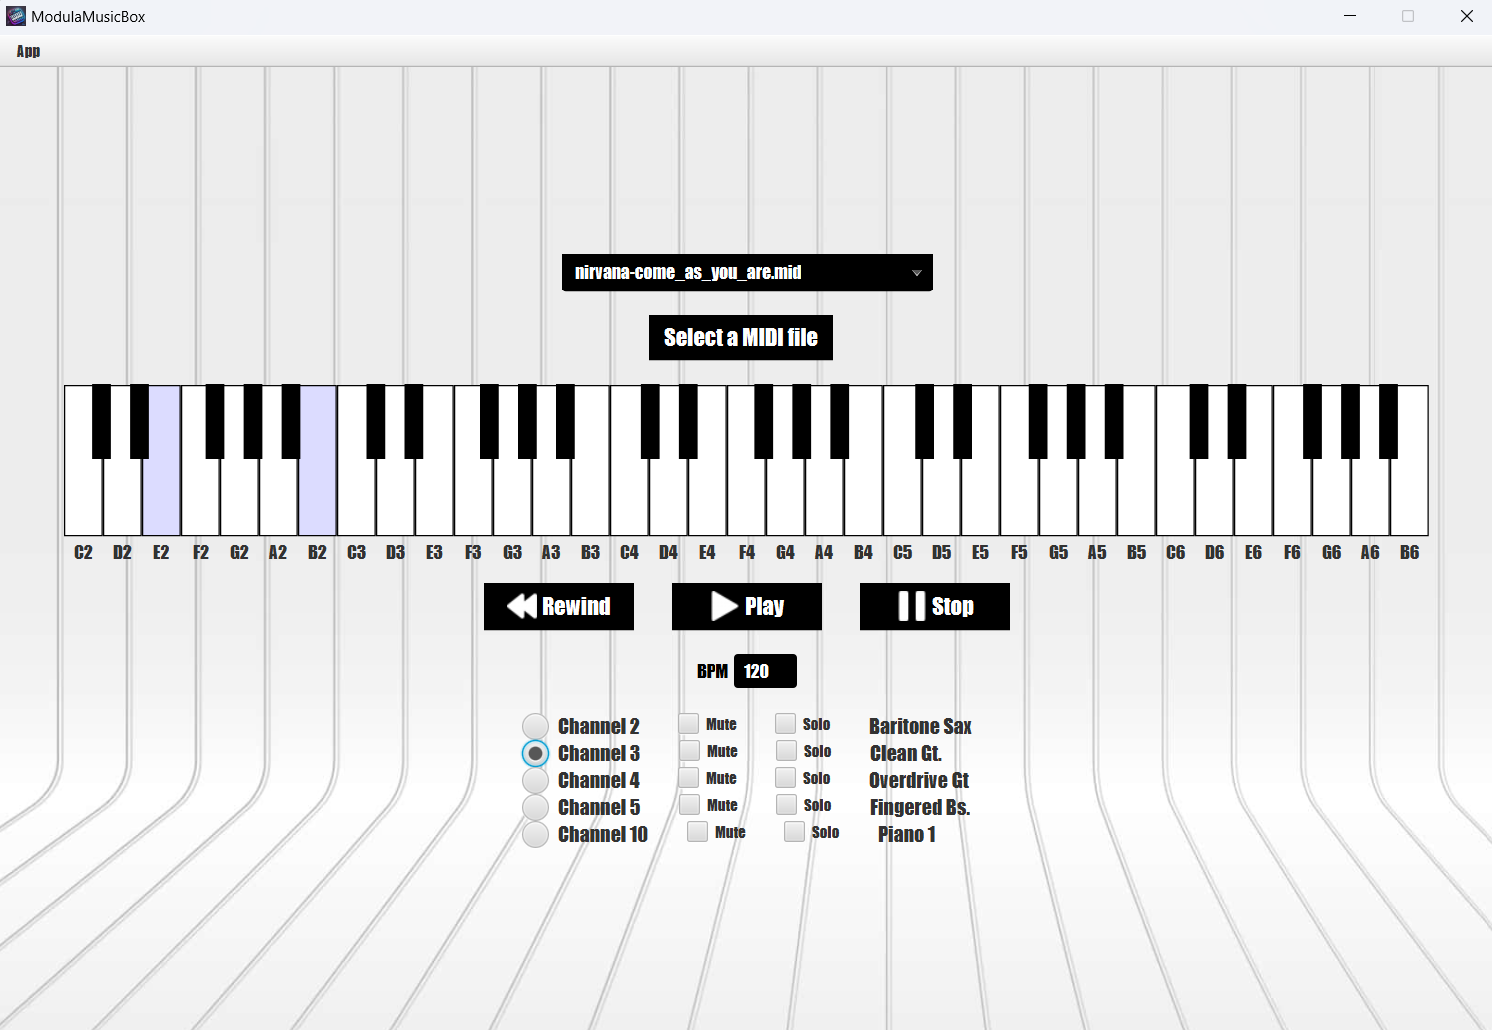 ModulaMusicBox
App
nirvana-come_as_you_are.mid
Select a MIDI file
C2 D2 E2 F2 G2 A2 B2 C3 D3 E3 F3 G3 A3 B3 C4 D4 E4 F4 G4 A4 B4 C5 D5 E5 F5 G5 A5 B5 C6 D6 E6 F6 G6 A6 B6
Rewind Play Stop
BPM 120
Channel 2 Mute Solo Baritone Sax
Channel 3 Mute Solo Clean Gt.
Channel 4 Mute Solo Overdrive Gt
Channel 5 Mute Solo Fingered Bs.
Channel 10 Mute Solo Piano 1